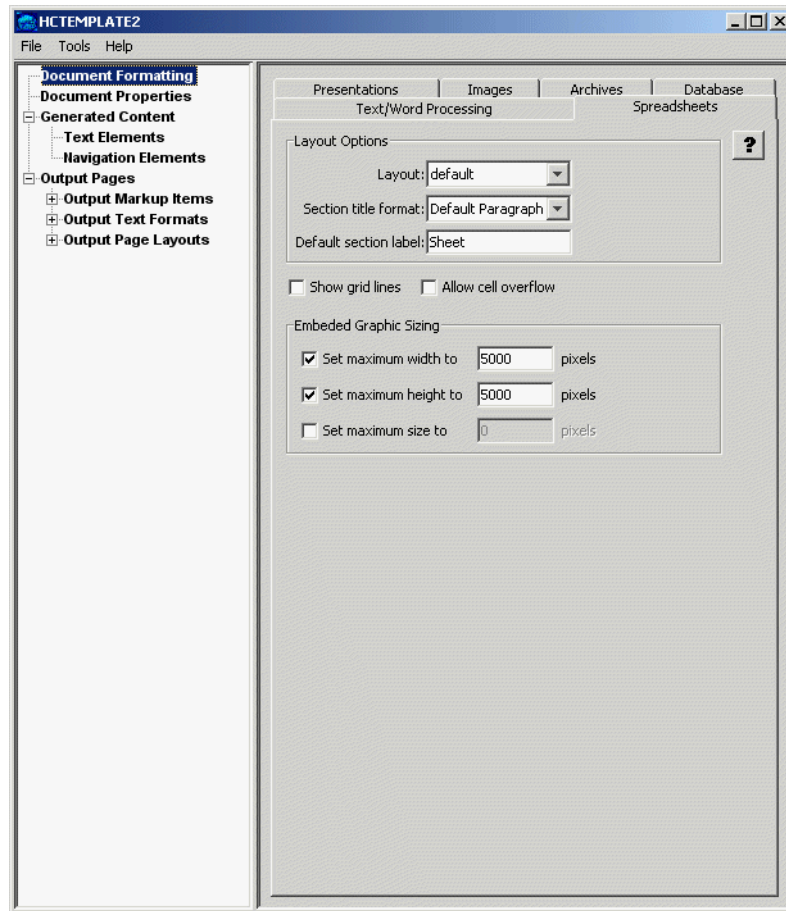 HCTEMPLATE2
File Tools Help
Document Formatting
Document Properties
Generated Content
Text Elements
Navigation Elements
Output Pages
Output Markup Items
Output Text Formats
Output Page Layouts
Presentations Images Archives Database
Text/Word Processing Spreadsheets
Layout Options
?
Layout: default
Section title format: Default Paragraph
Default section label: Sheet
Show grid lines Allow cell overflow
Embeded Graphic Sizing
Set maximum width to 5000 pixels
Set maximum height to 5000 pixels
Set maximum size to 0 pixels